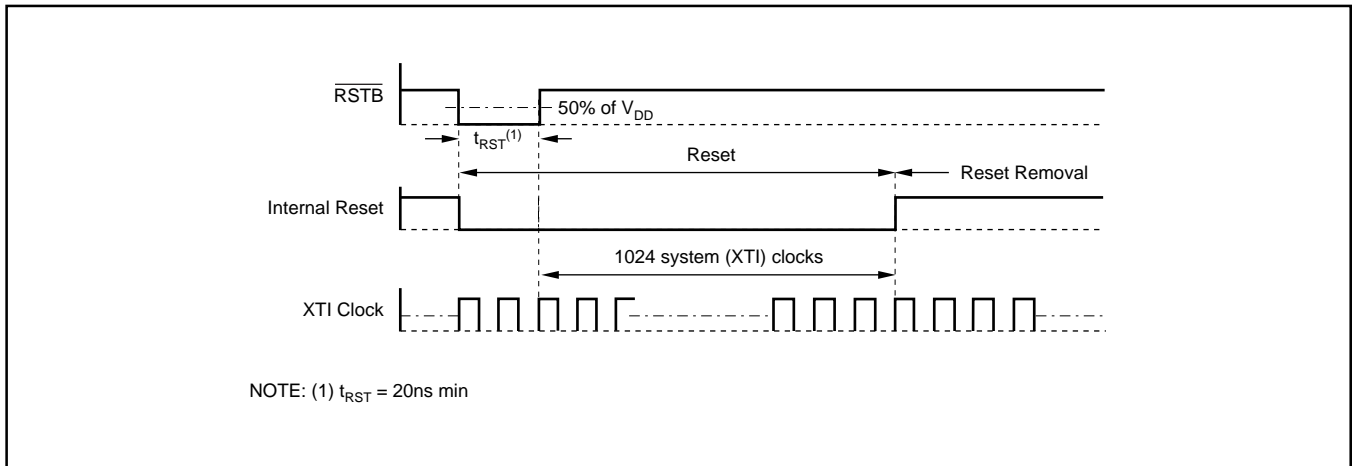 RSTB
50% of VDD
tRST(1)
Reset
Reset Removal
Internal Reset
1024 system (XTI) clocks
XTI Clock
NOTE: (1) tRST = 20ns min